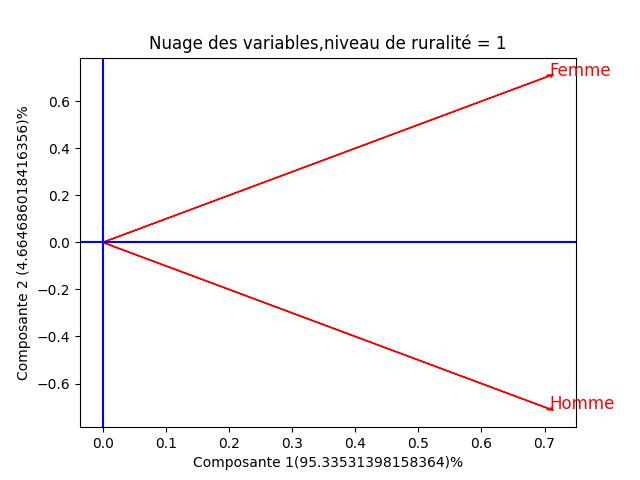 Nuage des variables,niveau de ruralité = 1
Femme
0.6
0.4
0.2
0.0
−0.2
−0.4
−0.6
Homme
0.0 0.1 0.2 0.3 0.4 0.5 0.6 0.7
Composante 1(95.33531398158364)%
Composante 2 (4.664686018416356)%